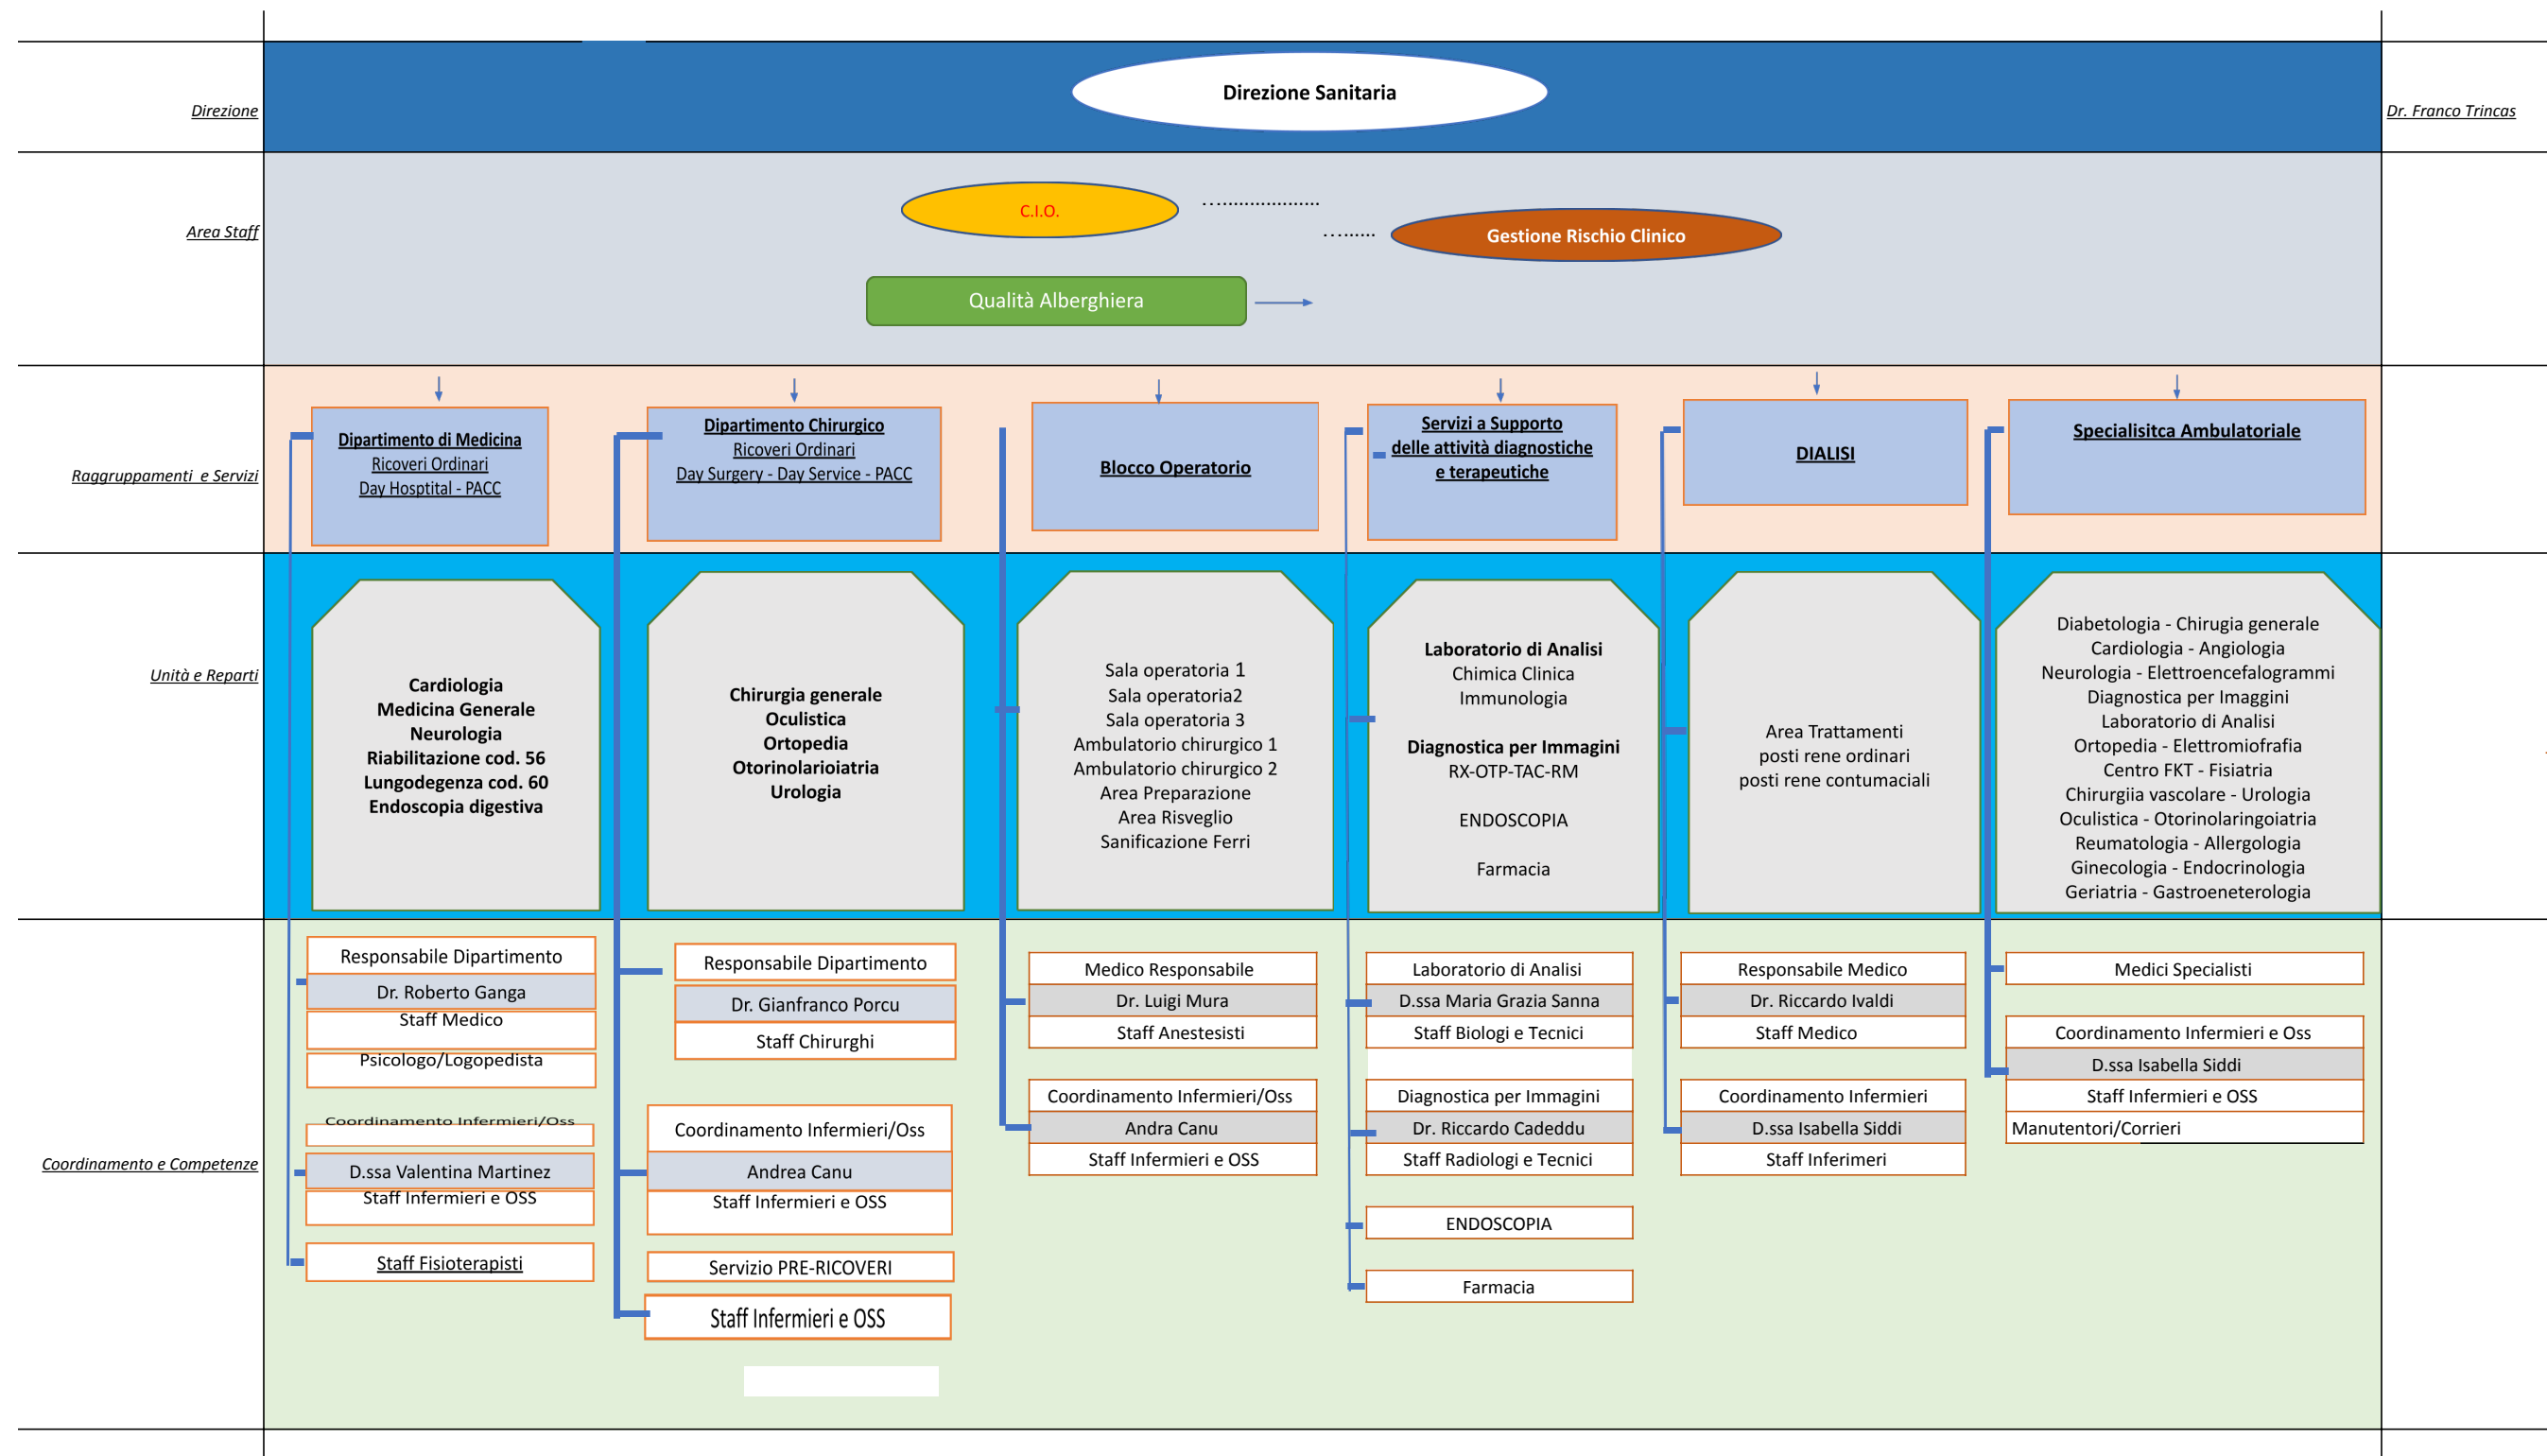 Direzione
Direzione Sanitaria
Dr. Franco Trincas
Area Staff
C.I.O.
...................
.........
Gestione Rischio Clinico
Qualità Alberghiera
Raggruppamenti e Servizi
Dipartimento di Medicina
Ricoveri Ordinari
Day Hosptital - PACC
Dipartimento Chirurgico
Ricoveri Ordinari
Day Surgery - Day Service - PACC
Blocco Operatorio
Servizi a Supporto
delle attività diagnostiche
e terapeutiche
DIALISI
Specialisitca Ambulatoriale
Unità e Reparti
Cardiologia
Medicina Generale
Neurologia
Riabilitazione cod. 56
Lungodegenza cod. 60
Endoscopia digestiva
Chirurgia generale
Oculistica
Ortopedia
Otorinolarioiatria
Urologia
Sala operatoria 1
Sala operatoria2
Sala operatoria 3
Ambulatorio chirurgico 1
Ambulatorio chirurgico 2
Area Preparazione
Area Risveglio
Sanificazione Ferri
Laboratorio di Analisi
Chimica Clinica
Immunologia
Diagnostica per Immagini
RX-OTP-TAC-RM
ENDOSCOPIA
Farmacia
Area Trattamenti
posti rene ordinari
posti rene contumaciali
Diabetologia - Chirugia generale
Cardiologia - Angiologia
Neurologia - Elettroencefalogrammi
Diagnostica per Imaggini
Laboratorio di Analisi
Ortopedia - Elettromiofrafia
Centro FKT - Fisiatria
Chirurgiia vascolare - Urologia
Oculistica - Otorinolaringoiatria
Reumatologia - Allergologia
Ginecologia - Endocrinologia
Geriatria - Gastroeneterologia
Coordinamento e Competenze
Responsabile Dipartimento
Dr. Roberto Ganga
Staff Medico
Psicologo/Logopedista
Coordinamento Infermieri/Oss
D.ssa Valentina Martinez
Staff Infermieri e OSS
Staff Fisioterapisti
Responsabile Dipartimento
Dr. Gianfranco Porcu
Staff Chirurghi
Coordinamento Infermieri/Oss
Andrea Canu
Staff Infermieri e OSS
Servizio PRE-RICOVERI
Staff Infermieri e OSS
Medico Responsabile
Dr. Luigi Mura
Staff Anestesisti
Coordinamento Infermieri/Oss
Andra Canu
Staff Infermieri e OSS
Laboratorio di Analisi
D.ssa Maria Grazia Sanna
Staff Biologi e Tecnici
Diagnostica per Immagini
Dr. Riccardo Cadeddu
Staff Radiologi e Tecnici
ENDOSCOPIA
Farmacia
Responsabile Medico
Dr. Riccardo Ivaldi
Staff Medico
Coordinamento Infermieri
D.ssa Isabella Siddi
Staff Inferimeri
Medici Specialisti
Coordinamento Infermieri e Oss
D.ssa Isabella Siddi
Staff Infermieri e OSS
Manutentori/Corrieri